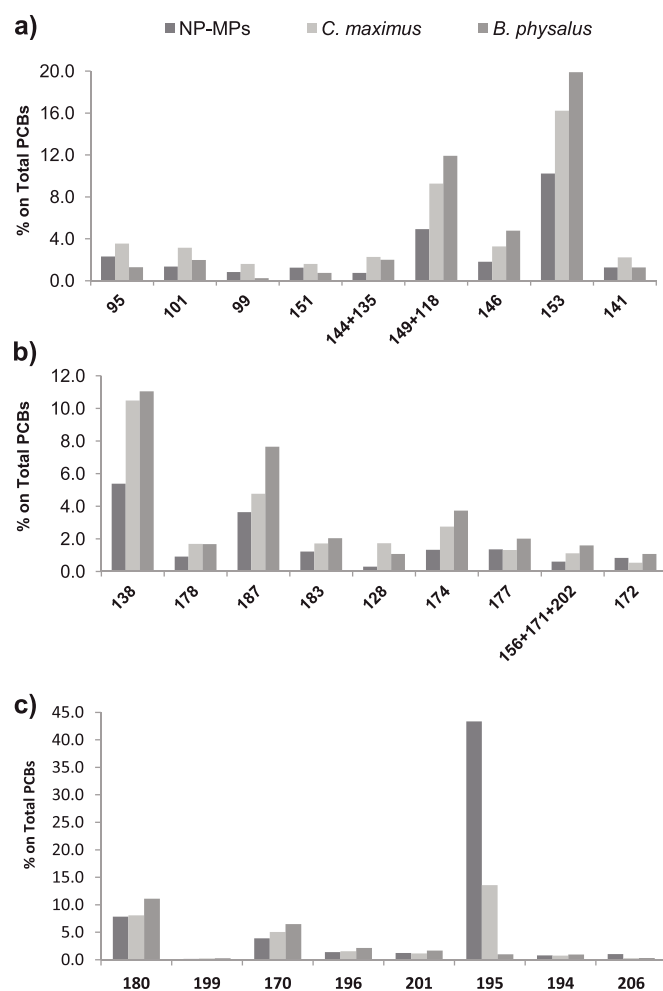 a)
NP-MPs C. maximus B. physalus
% on Total PCBs
20.0
16.0
12.0
8.0
4.0
0.0
95 101 99 151 144+135 149+118 146 153 141
b)
% on Total PCBs
12.0
10.0
8.0
6.0
4.0
2.0
0.0
138 178 187 183 128 174 177 156+171+202 172
c)
% on Total PCBs
45.0
40.0
35.0
30.0
25.0
20.0
15.0
10.0
5.0
0.0
180 199 170 196 201 195 194 206